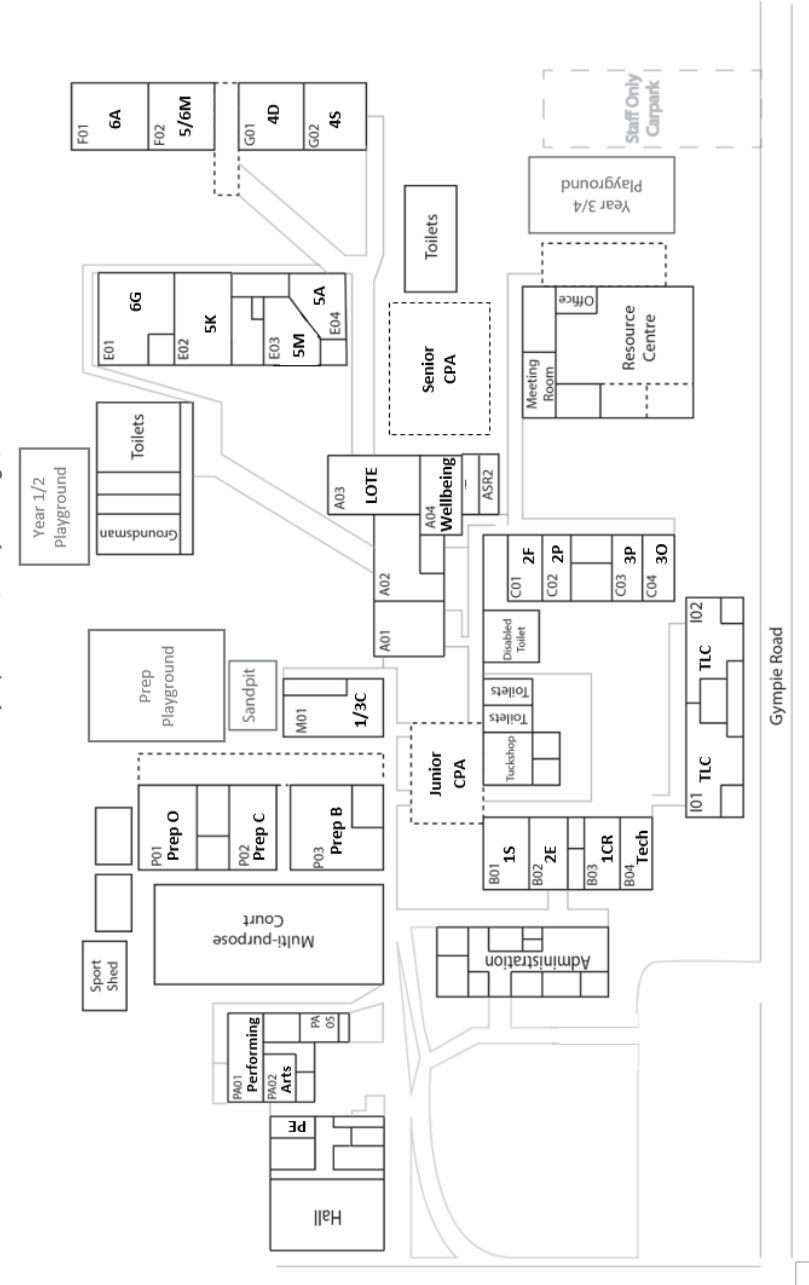 F01
6A
F02
5/6M
G01
4D
G02
4S
Staff Only
Carpark
Year 3/4
Playground
Toilets
E01
6G
E02
5K
E03
5M
5A
E04
Senior
CPA
Office
Resource
Centre
Meeting
Room
Year 1/2
Playground
Toilets
Groundsman
A03
LOTE
A04
Wellbeing
ASR2
A02
A01
C01
2F
C02
2P
C03
3P
C04
3O
Disabled
Toilet
Toilets
Toilets
Tuckshop
I02
TLC
I01
TLC
Gympie Road
Prep
Playground
Sandpit
M01
1/3C
Junior
CPA
P01
Prep O
P02
Prep C
P03
Prep B
B01
1S
B02
2E
B03
1CR
B04
Tech
Multi-purpose
Court
Sport
Shed
Administration
PA01
Performing
PA02
Arts
PA
05
PE
Hall